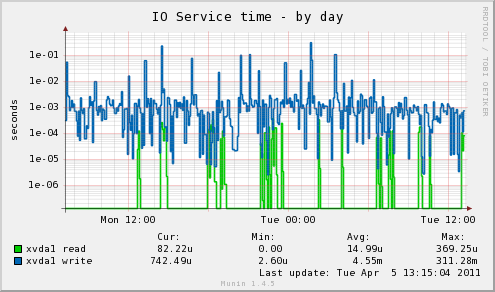 IO Service time - by day
RRDTOOL / TOBI OETIKER
seconds
1e-01
1e-02
1e-03
1e-04
1e-05
1e-06
Mon 12:00 Tue 00:00 Tue 12:00
Cur: Min: Avg: Max:
xvda1 read 82.22u 0.00 14.99u 369.25u
xvda1 write 742.49u 2.60u 4.55m 311.28m
Last update: Tue Apr 5 13:15:04 2011
Munin 1.4.5